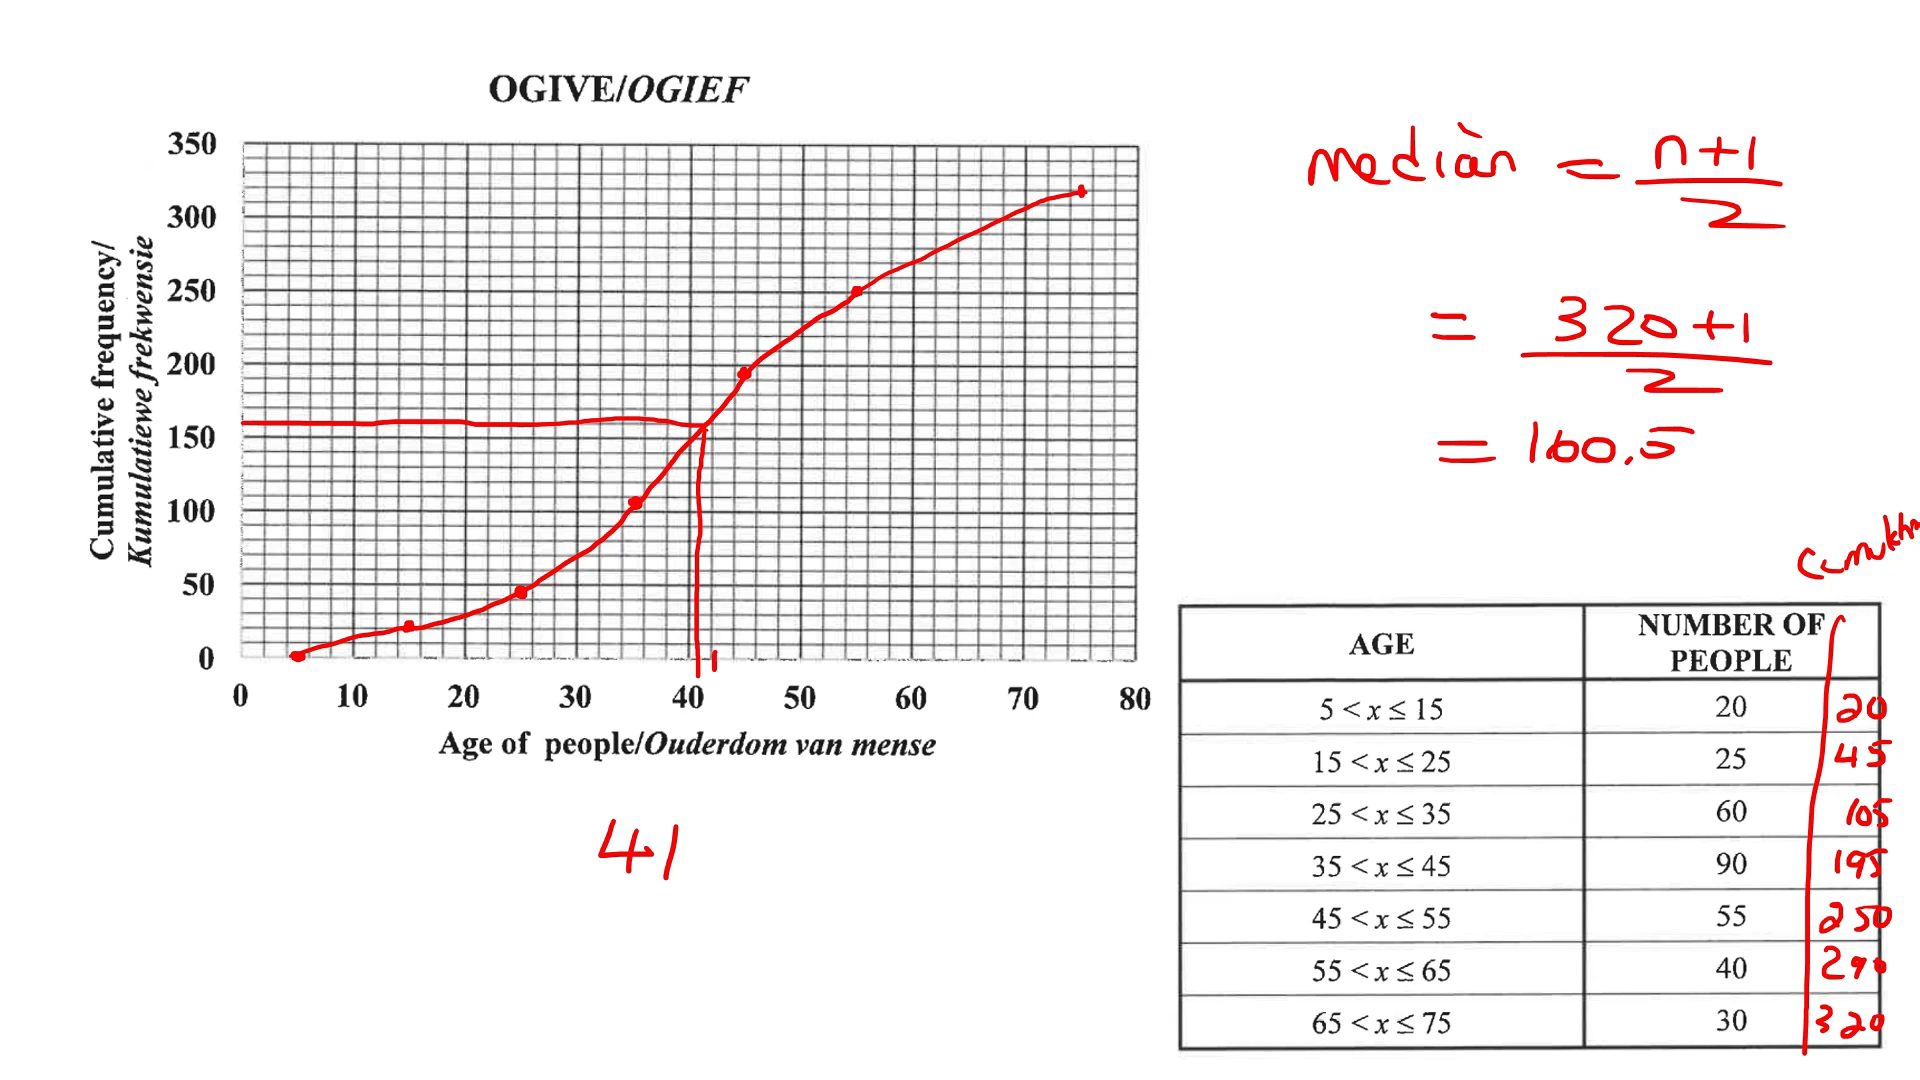 OGIVE/OGIEF
350
300
250
200
150
100
50
0
Cumulative frequency/
Kumulatiewe frekwensie
0 10 20 30 40 50 60 70 80
Age of people/Ouderdom van mense
41
median = n+1
2
= 320+1
2
= 160.5
AGE NUMBER OF PEOPLE
5 < x ≤ 15 20 20
15 < x ≤ 25 25 45
25 < x ≤ 35 60 105
35 < x ≤ 45 90 195
45 < x ≤ 55 55 250
55 < x ≤ 65 40 290
65 < x ≤ 75 30 320